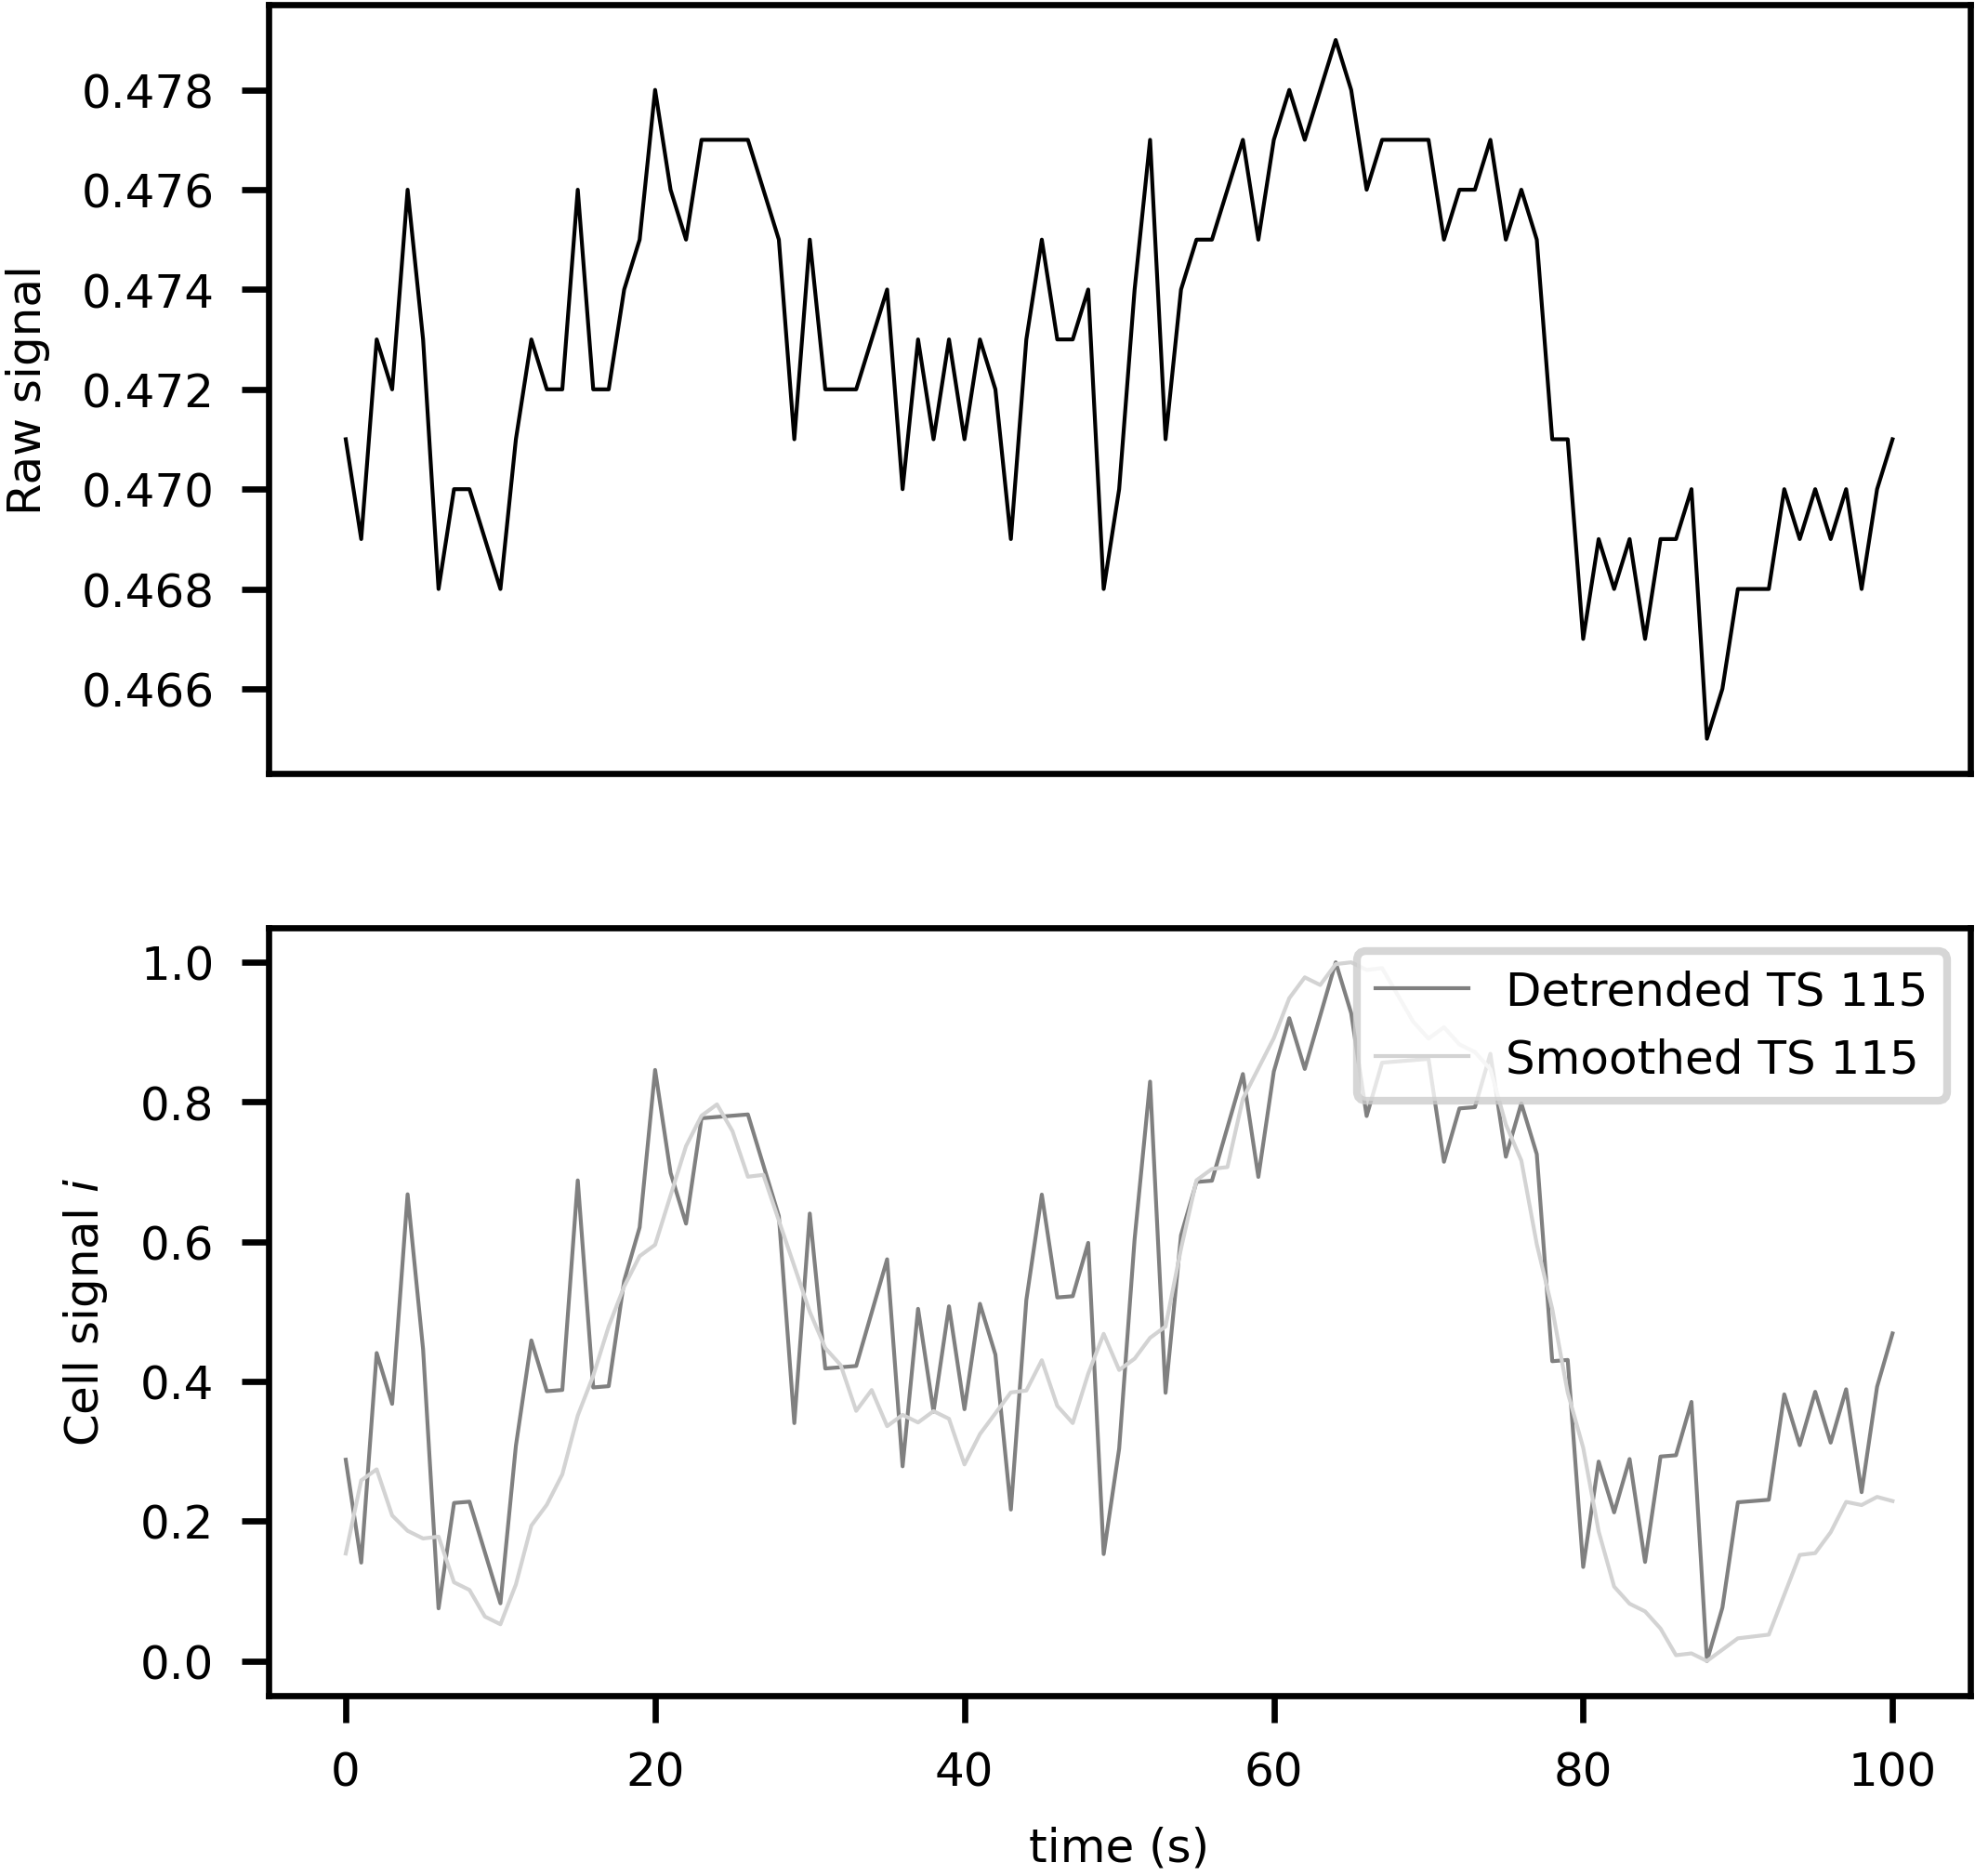 Raw signal
0.478
0.476
0.474
0.472
0.470
0.468
0.466
Cell signal i
1.0
0.8
0.6
0.4
0.2
0.0
Detrended TS 115
Smoothed TS 115
0 20 40 60 80 100
time (s)